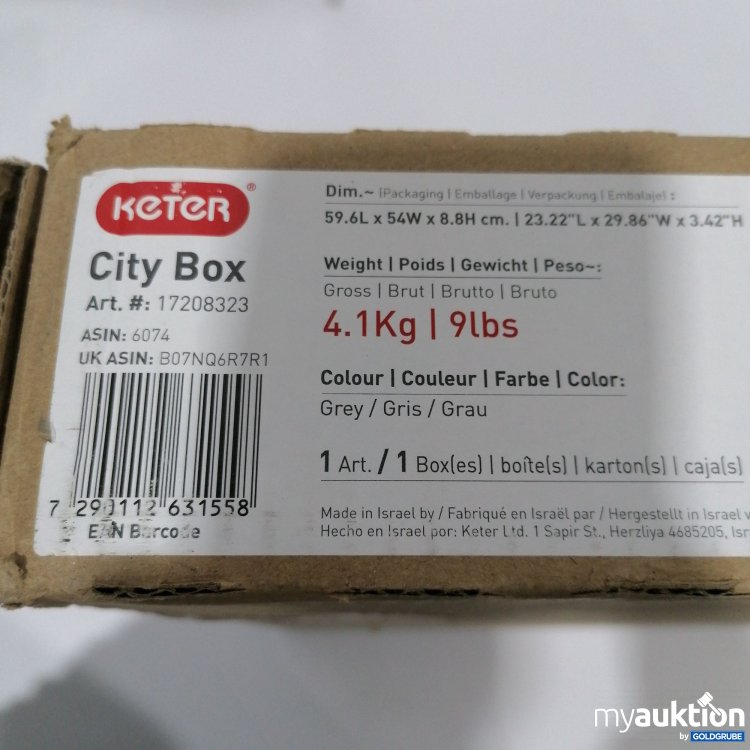 KETER®
City Box
Art. #: 17208323
ASIN: 6074
UK ASIN: B07NQ6R7R1
7 290112 631558
EAN Barcode
Dim.~ (Packaging | Emballage | Verpackung | Embalaje) :
59.6L x 54W x 8.8H cm. | 23.22"L x 29.86"W x 3.42"H
Weight | Poids | Gewicht | Peso~:
Gross | Brut | Brutto | Bruto
4.1Kg | 9lbs
Colour | Couleur | Farbe | Color:
Grey / Gris / Grau
1 Art. / 1 Box(es) | boîte(s) | karton(s) | caja(s)
Made in Israel by / Fabriqué en Israël par / Hergestellt in Israel v
Hecho en Israel por: Keter Ltd. 1 Sapir St., Herzliya 4685205, Isr
myauktion
by GOLDGRUBE